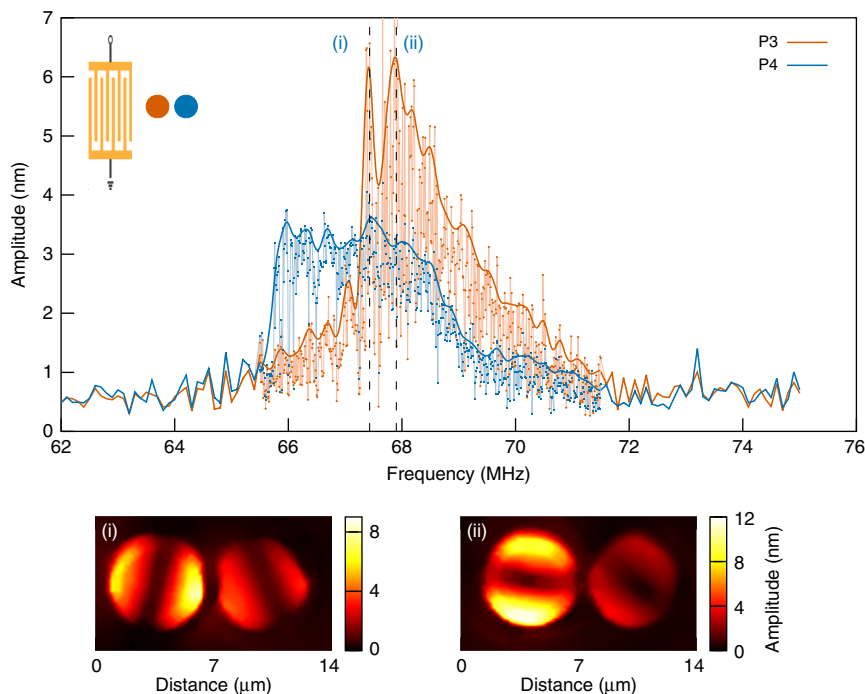 7
6
5
4
3
2
1
0
Amplitude (nm)
(i)
(ii)
P3
P4
62
64
66
68
70
72
74
76
Frequency (MHz)
(i)
8
4
0
0
7
14
Distance (μm)
(ii)
12
8
4
0
Amplitude (nm)
0
7
14
Distance (μm)